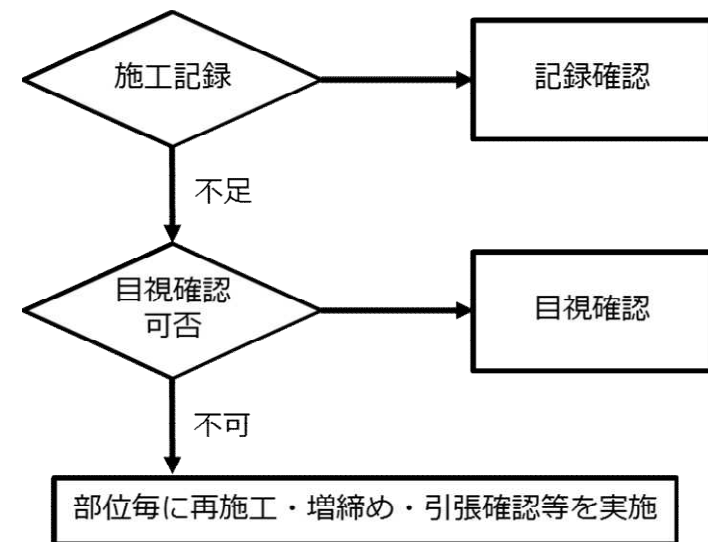 施工記録
記録確認
不足
目視確認
可否
目視確認
不可
部位毎に再施工・増締め・引張確認等を実施